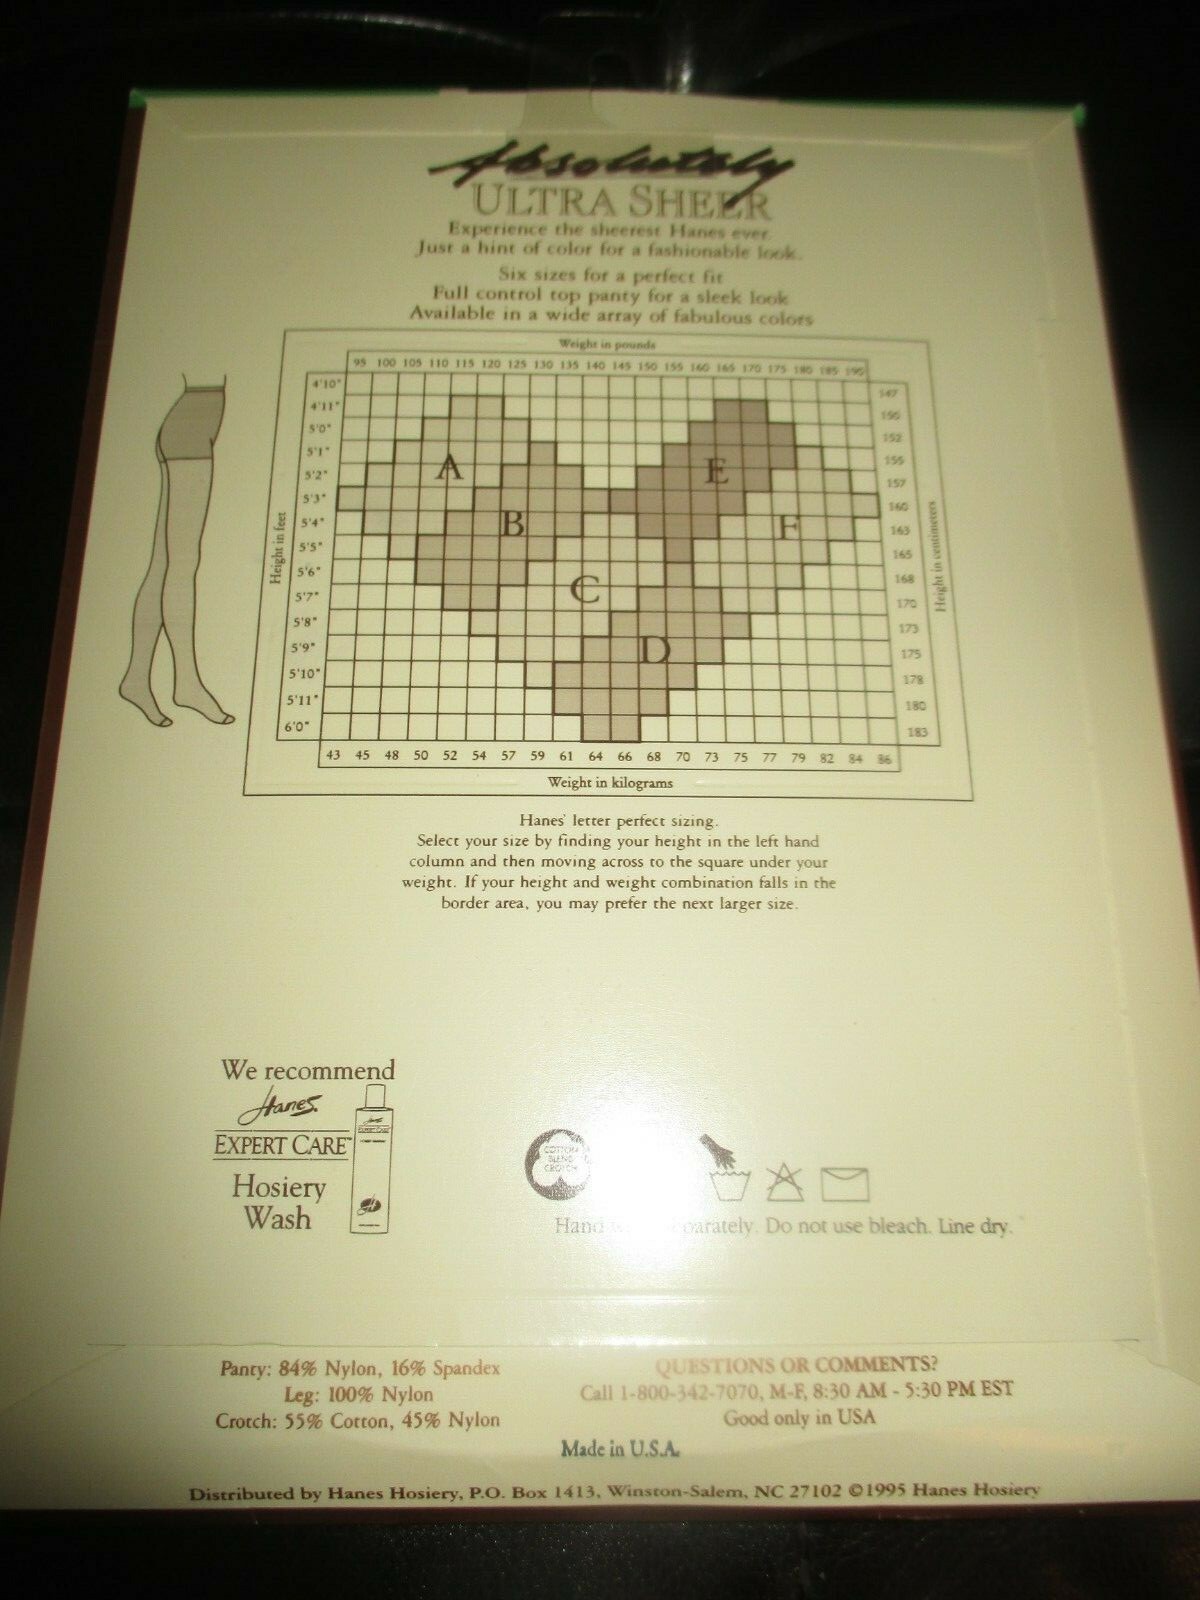 Absolutely
ULTRA SHEER
Experience the sheerest Hanes ever.
Just a hint of color for a fashionable look.
Six sizes for a perfect fit
Full control top panty for a sleek look
Available in a wide array of fabulous colors
Weight in pounds
95 100 105 110 115 120 125 130 135 140 145 150 155 160 165 170 175 180 185 190
Height in feet
4'10"
4'11"
5'0"
5'1"
5'2"
5'3"
5'4"
5'5"
5'6"
5'7"
5'8"
5'9"
5'10"
5'11"
6'0"
A
B
C
D
E
F
147
150
152
155
157
160
163
165
168
170
173
175
178
180
183
Height in centimeters
43 45 48 50 52 54 57 59 61 64 66 68 70 73 75 77 79 82 84 86
Weight in kilograms
Hanes' letter perfect sizing.
Select your size by finding your height in the left hand
column and then moving across to the square under your
weight. If your height and weight combination falls in the
border area, you may prefer the next larger size.
We recommend
Hanes
EXPERT CARE™
Hosiery
Wash
COTTON
BLEND
CROTCH
Hand Do not use bleach. Line dry.
Panty: 84% Nylon, 16% Spandex
Leg: 100% Nylon
Crotch: 55% Cotton, 45% Nylon
QUESTIONS OR COMMENTS?
Call 1-800-342-7070, M-F, 8:30 AM - 5:30 PM EST
Good only in USA
Made in U.S.A.
Distributed by Hanes Hosiery, P.O. Box 1413, Winston-Salem, NC 27102 ©1995 Hanes Hosiery